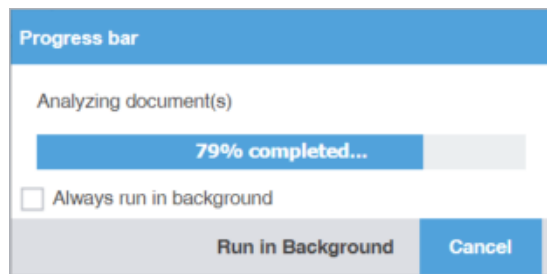 Progress bar
Analyzing document(s)
79% completed...
Always run in background
Run in Background Cancel